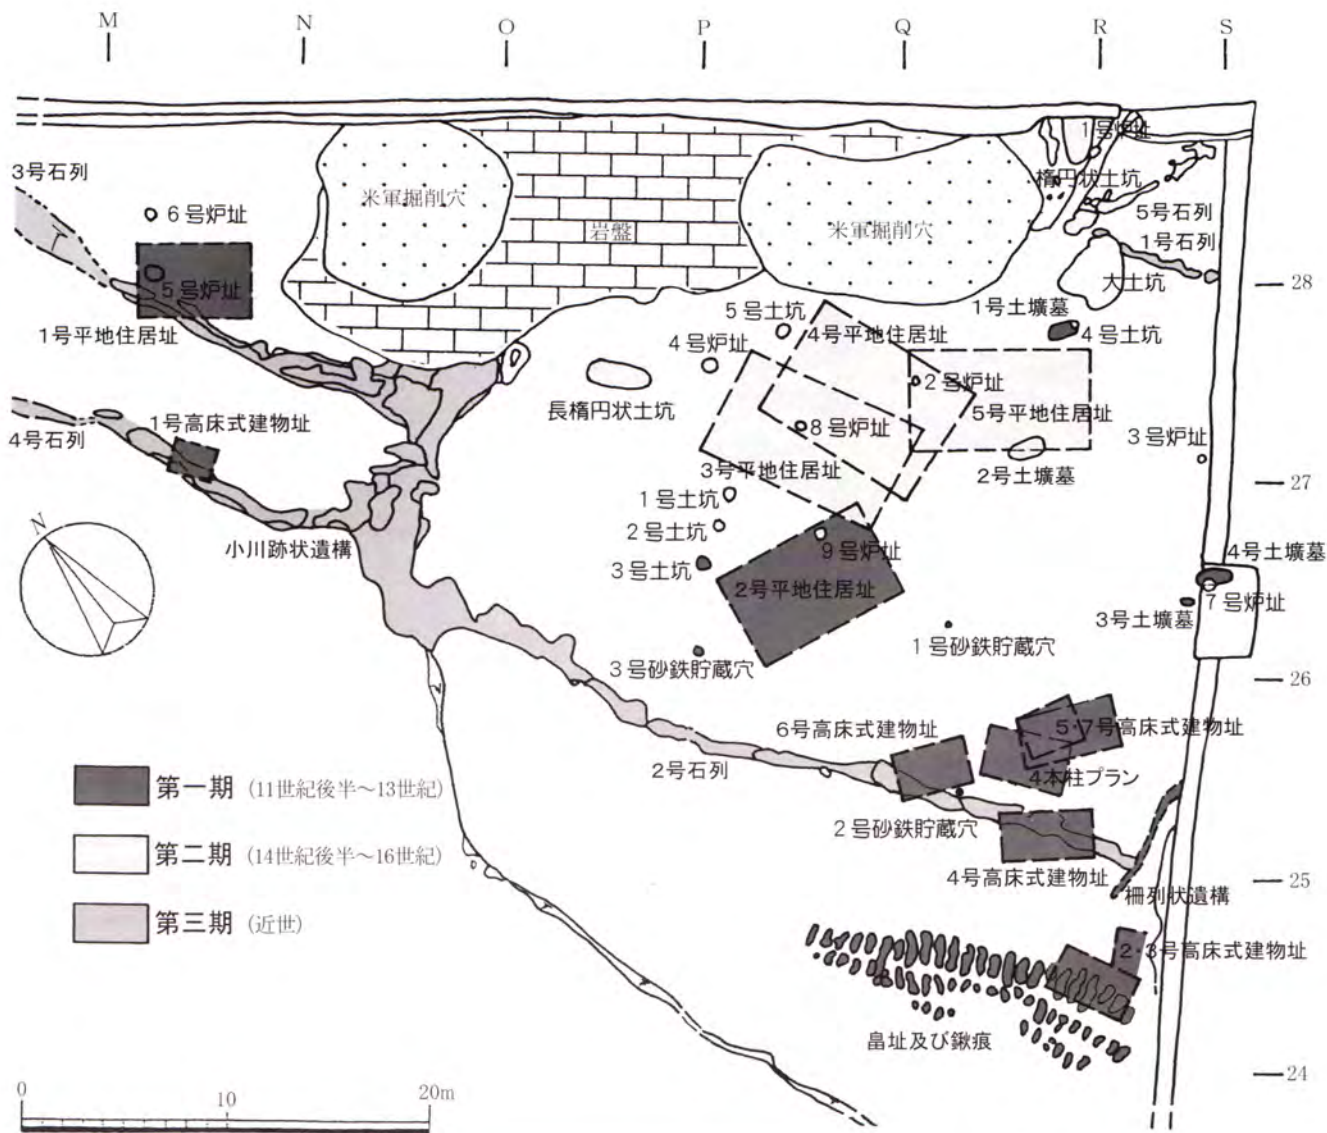 M N O P Q R S
1号炉址
楕円状土坑
3号石列
米軍掘削穴
6号炉址
岩盤
米軍掘削穴
5号石列
1号石列
5号炉址
大土坑
28
1号平地住居址
5号土坑
4号平地住居址
1号土壙墓
4号土坑
4号炉址
2号炉址
長楕円状土坑
5号平地住居址
4号石列
1号高床式建物址
8号炉址
3号炉址
3号平地住居址
2号土壙墓
27
1号土坑
N
小川跡状遺構
2号土坑
9号炉址
4号土壙墓
3号土坑
2号平地住居址
7号炉址
3号土壙墓
1号砂鉄貯蔵穴
3号砂鉄貯蔵穴
26
6号高床式建物址
5·7号高床式建物址
2号石列
4本柱プラン
第一期 (11世紀後半～13世紀)
2号砂鉄貯蔵穴
第二期 (14世紀後半～16世紀)
4号高床式建物址
25
柵列状遺構
第三期 (近世)
2·3号高床式建物址
畠址及び鍬痕
24
0 10 20m